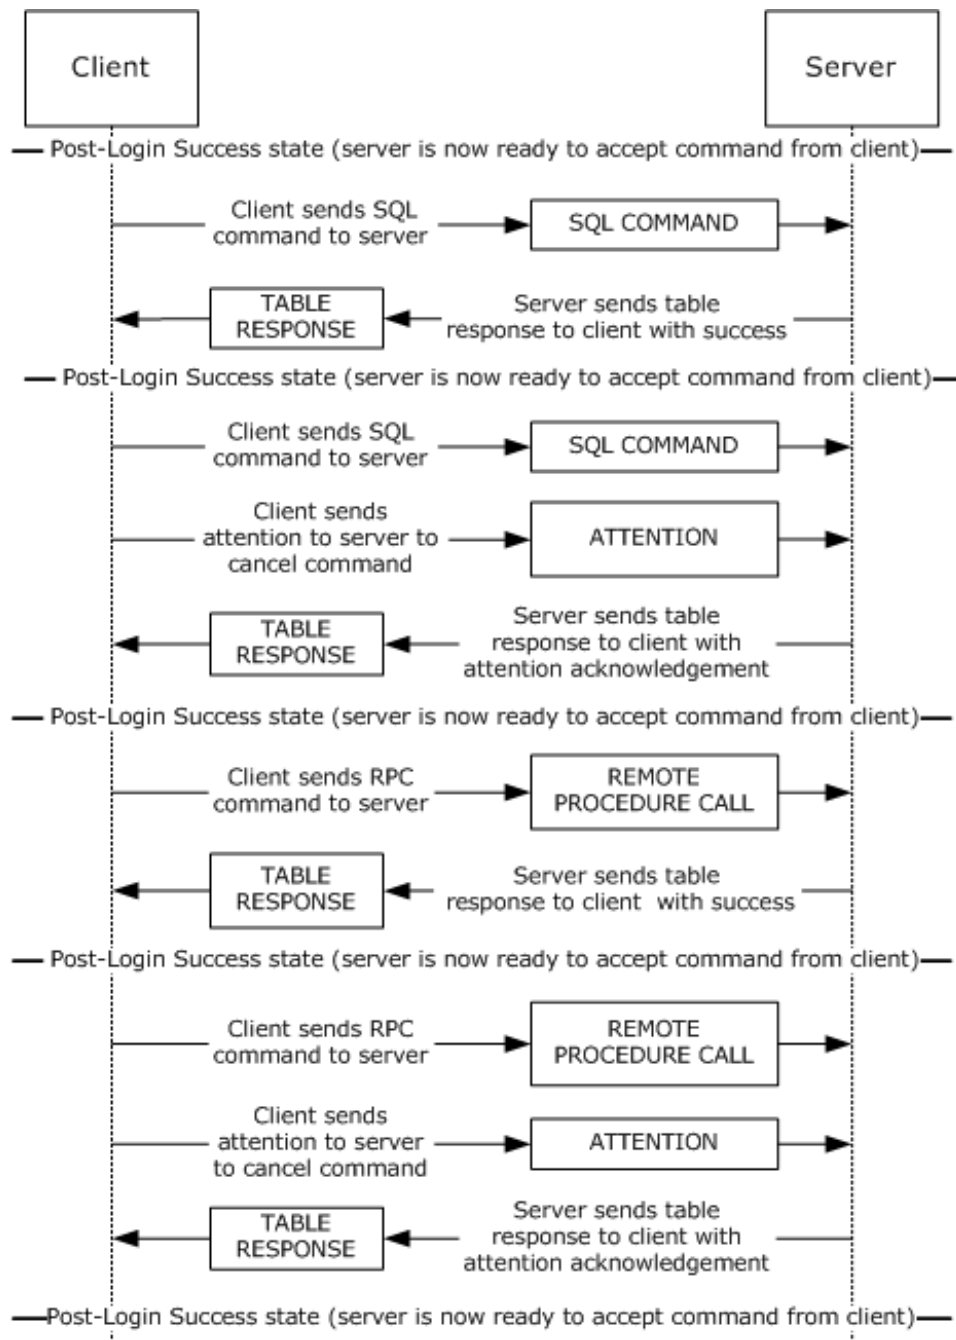 Client
Server
Post-Login Success state (server is now ready to accept command from client)
Client sends SQL
command to server
SQL COMMAND
TABLE
RESPONSE
Server sends table
response to client with success
Post-Login Success state (server is now ready to accept command from client)
Client sends SQL
command to server
SQL COMMAND
Client sends
attention to server to
cancel command
ATTENTION
TABLE
RESPONSE
Server sends table
response to client with
attention acknowledgement
Post-Login Success state (server is now ready to accept command from client)
Client sends RPC
command to server
REMOTE
PROCEDURE CALL
TABLE
RESPONSE
Server sends table
response to client with success
Post-Login Success state (server is now ready to accept command from client)
Client sends RPC
command to server
REMOTE
PROCEDURE CALL
Client sends
attention to server
to cancel command
ATTENTION
TABLE
RESPONSE
Server sends table
response to client with
attention acknowledgement
Post-Login Success state (server is now ready to accept command from client)